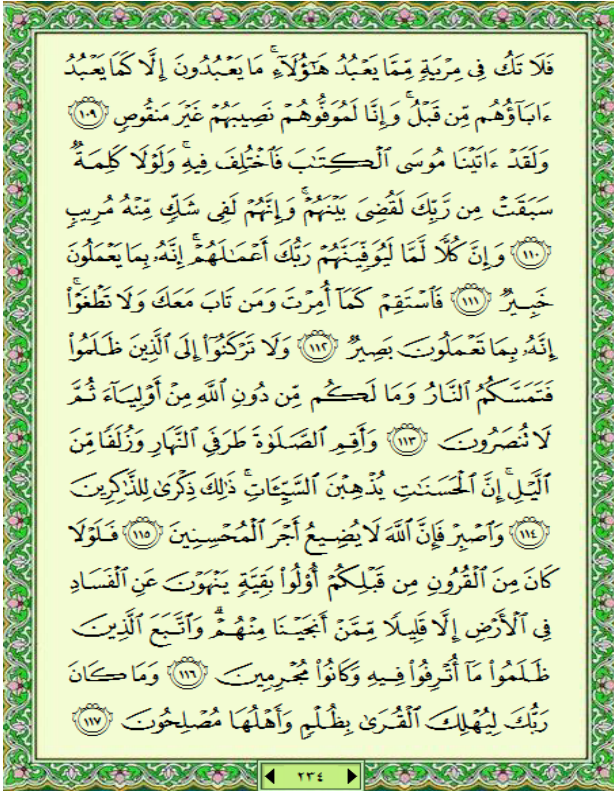 فَلَا تَكُ فِى مِرْيَةٍ مِّمَّا يَعْبُدُ هَٰٓؤُلَآءِ ۚ مَا يَعْبُدُونَ إِلَّا كَمَا يَعْبُدُ
ءَابَآؤُهُم مِّن قَبْلُ ۚ وَإِنَّا لَمُوَفُّوهُمْ نَصِيبَهُمْ غَيْرَ مَنقُوصٍ ١٠٩
وَلَقَدْ ءَاتَيْنَا مُوسَى ٱلْكِتَٰبَ فَٱخْتُلِفَ فِيهِ ۚ وَلَوْلَا كَلِمَةٌ
سَبَقَتْ مِن رَّبِّكَ لَقُضِىَ بَيْنَهُمْ ۚ وَإِنَّهُمْ لَفِى شَكٍّ مِّنْهُ مُرِيبٍ
١١٠ وَإِنَّ كُلًّا لَّمَّا لَيُوَفِّيَنَّهُمْ رَبُّكَ أَعْمَٰلَهُمْ ۚ إِنَّهُۥ بِمَا يَعْمَلُونَ
خَبِيرٌ ١١١ فَٱسْتَقِمْ كَمَآ أُمِرْتَ وَمَن تَابَ مَعَكَ وَلَا تَطْغَوْا۟ ۚ
إِنَّهُۥ بِمَا تَعْمَلُونَ بَصِيرٌ ١١٢ وَلَا تَرْكَنُوٓا۟ إِلَى ٱلَّذِينَ ظَلَمُوا۟
فَتَمَسَّكُمُ ٱلنَّارُ وَمَا لَكُم مِّن دُونِ ٱللَّهِ مِنْ أَوْلِيَآءَ ثُمَّ
لَا تُنصَرُونَ ١١٣ وَأَقِمِ ٱلصَّلَوٰةَ طَرَفَىِ ٱلنَّهَارِ وَزُلَفًا مِّنَ
ٱلَّيْلِ ۚ إِنَّ ٱلْحَسَنَٰتِ يُذْهِبْنَ ٱلسَّيِّـَٔاتِ ۚ ذَٰلِكَ ذِكْرَىٰ لِلذَّٰكِرِينَ
١١٤ وَٱصْبِرْ فَإِنَّ ٱللَّهَ لَا يُضِيعُ أَجْرَ ٱلْمُحْسِنِينَ ١١٥ فَلَوْلَا
كَانَ مِنَ ٱلْقُرُونِ مِن قَبْلِكُمْ أُو۟لُوا۟ بَقِيَّةٍ يَنْهَوْنَ عَنِ ٱلْفَسَادِ
فِى ٱلْأَرْضِ إِلَّا قَلِيلًا مِّمَّنْ أَنجَيْنَا مِنْهُمْ ۗ وَٱتَّبَعَ ٱلَّذِينَ
ظَلَمُوا۟ مَآ أُتْرِفُوا۟ فِيهِ وَكَانُوا۟ مُجْرِمِينَ ١١٦ وَمَا كَانَ
رَبُّكَ لِيُهْلِكَ ٱلْقُرَىٰ بِظُلْمٍ وَأَهْلُهَا مُصْلِحُونَ ١١٧
٢٣٤